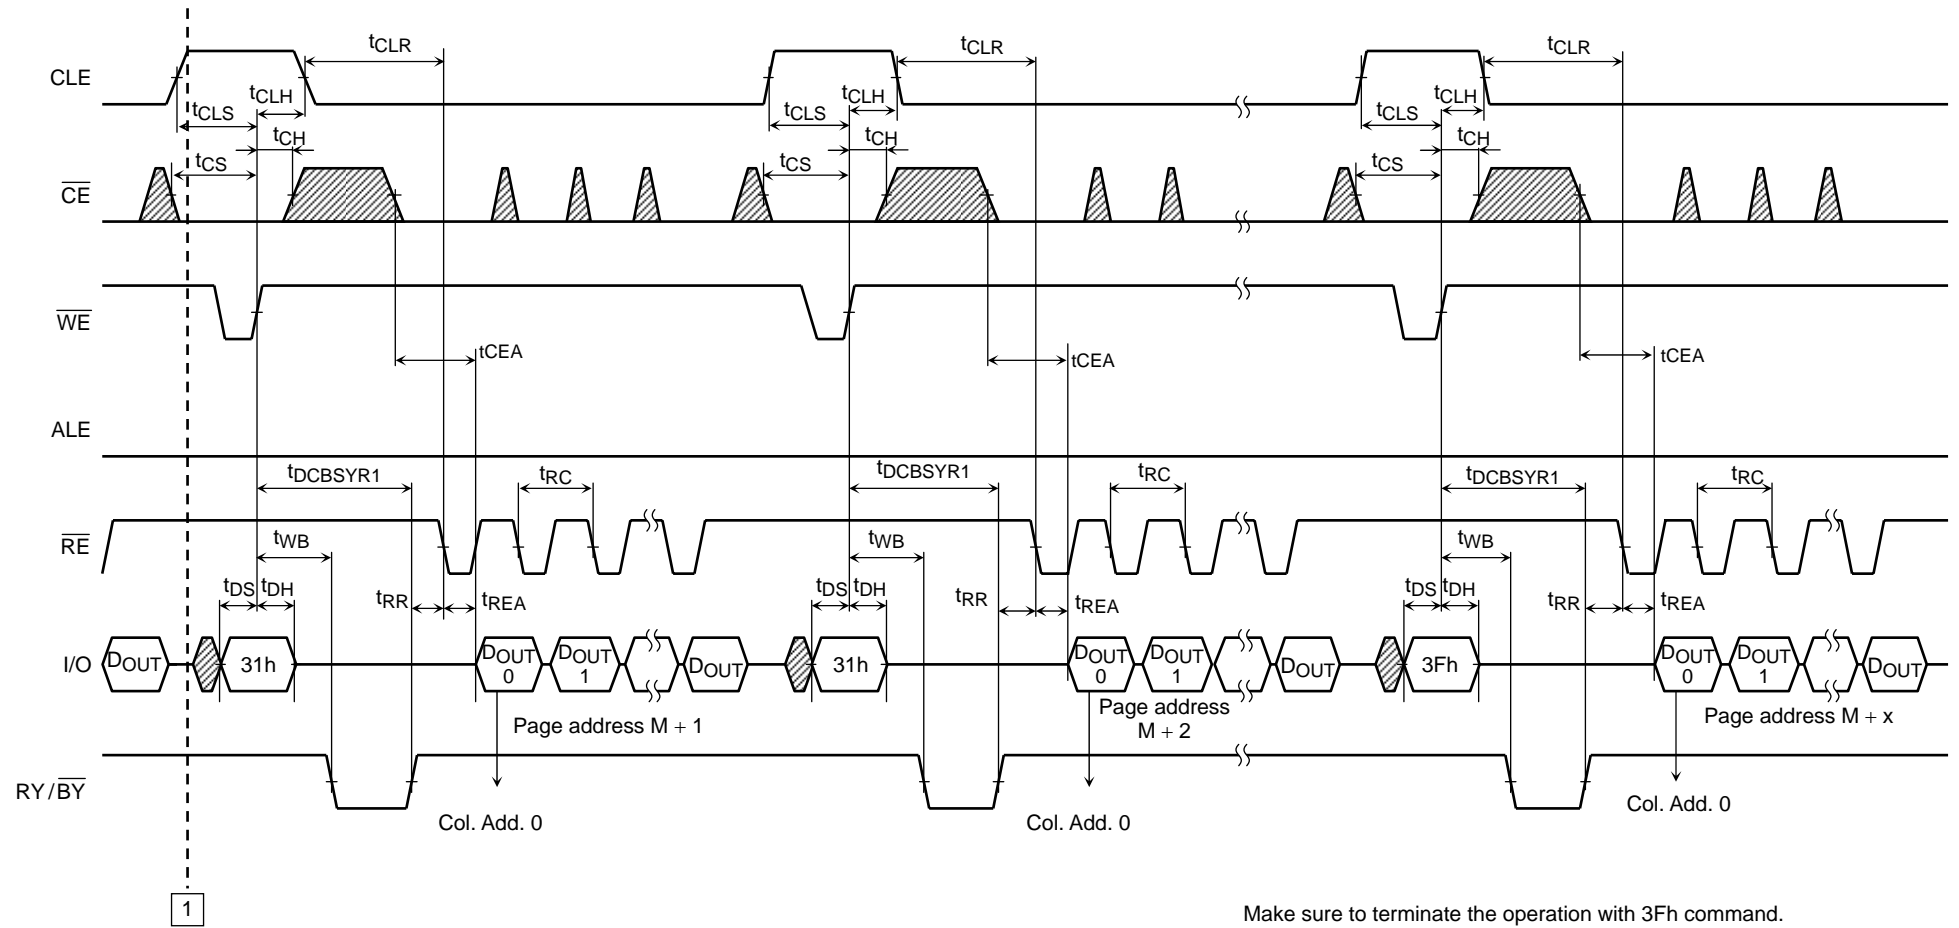 tCLR tCLR tCLR
CLE
tCLH tCLH tCLH
tCLS tCLS tCLS
tCH tCH tCH
tCS tCS tCS
CE
WE
tCEA tCEA tCEA
ALE
tDCBSYR1 tRC tDCBSYR1 tRC tDCBSYR1 tRC
RE
tWB tWB tWB
tDS tDH tDS tDH tDS tDH
tRR tREA tRR tREA tRR tREA
I/O DOUT 31h DOUT 0 DOUT 1 DOUT 31h DOUT 0 DOUT 1 DOUT 3Fh DOUT 0 DOUT 1 DOUT
Page address M + 1
Page address
M + 2
Page address M + x
RY/BY
Col. Add. 0 Col. Add. 0 Col. Add. 0
1
Make sure to terminate the operation with 3Fh command.